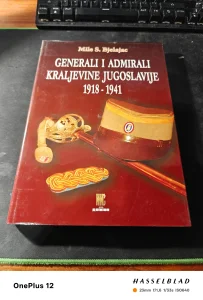 Mile S. Bjelajac
GENERALI I ADMIRALI
KRALJEVINE JUGOSLAVIJE
1918 - 1941
OnePlus 12
HASSELBLAD